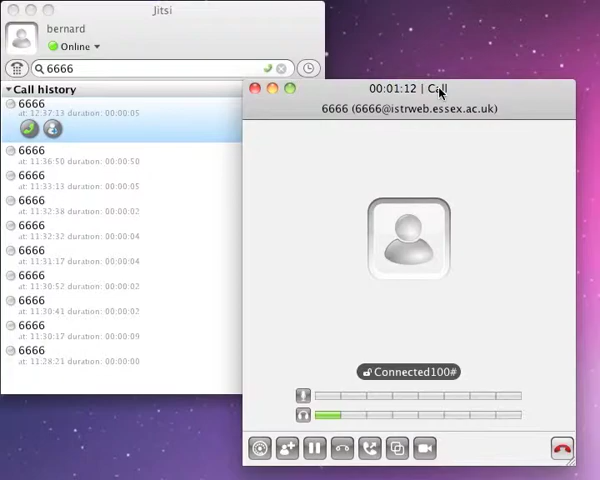 Jitsi
bernard
Online
6666
Call history
6666
at: 12:37:13 duration: 00:00:05
6666
at: 11:36:50 duration: 00:00:50
6666
at: 11:33:13 duration: 00:00:05
6666
at: 11:32:38 duration: 00:00:02
6666
at: 11:32:32 duration: 00:00:04
6666
at: 11:31:17 duration: 00:00:04
6666
at: 11:30:52 duration: 00:00:02
6666
at: 11:30:41 duration: 00:00:02
6666
at: 11:30:17 duration: 00:00:09
6666
at: 11:28:21 duration: 00:00:00
00:01:12 | Call
6666 (6666@istrweb.essex.ac.uk)
Connected100#